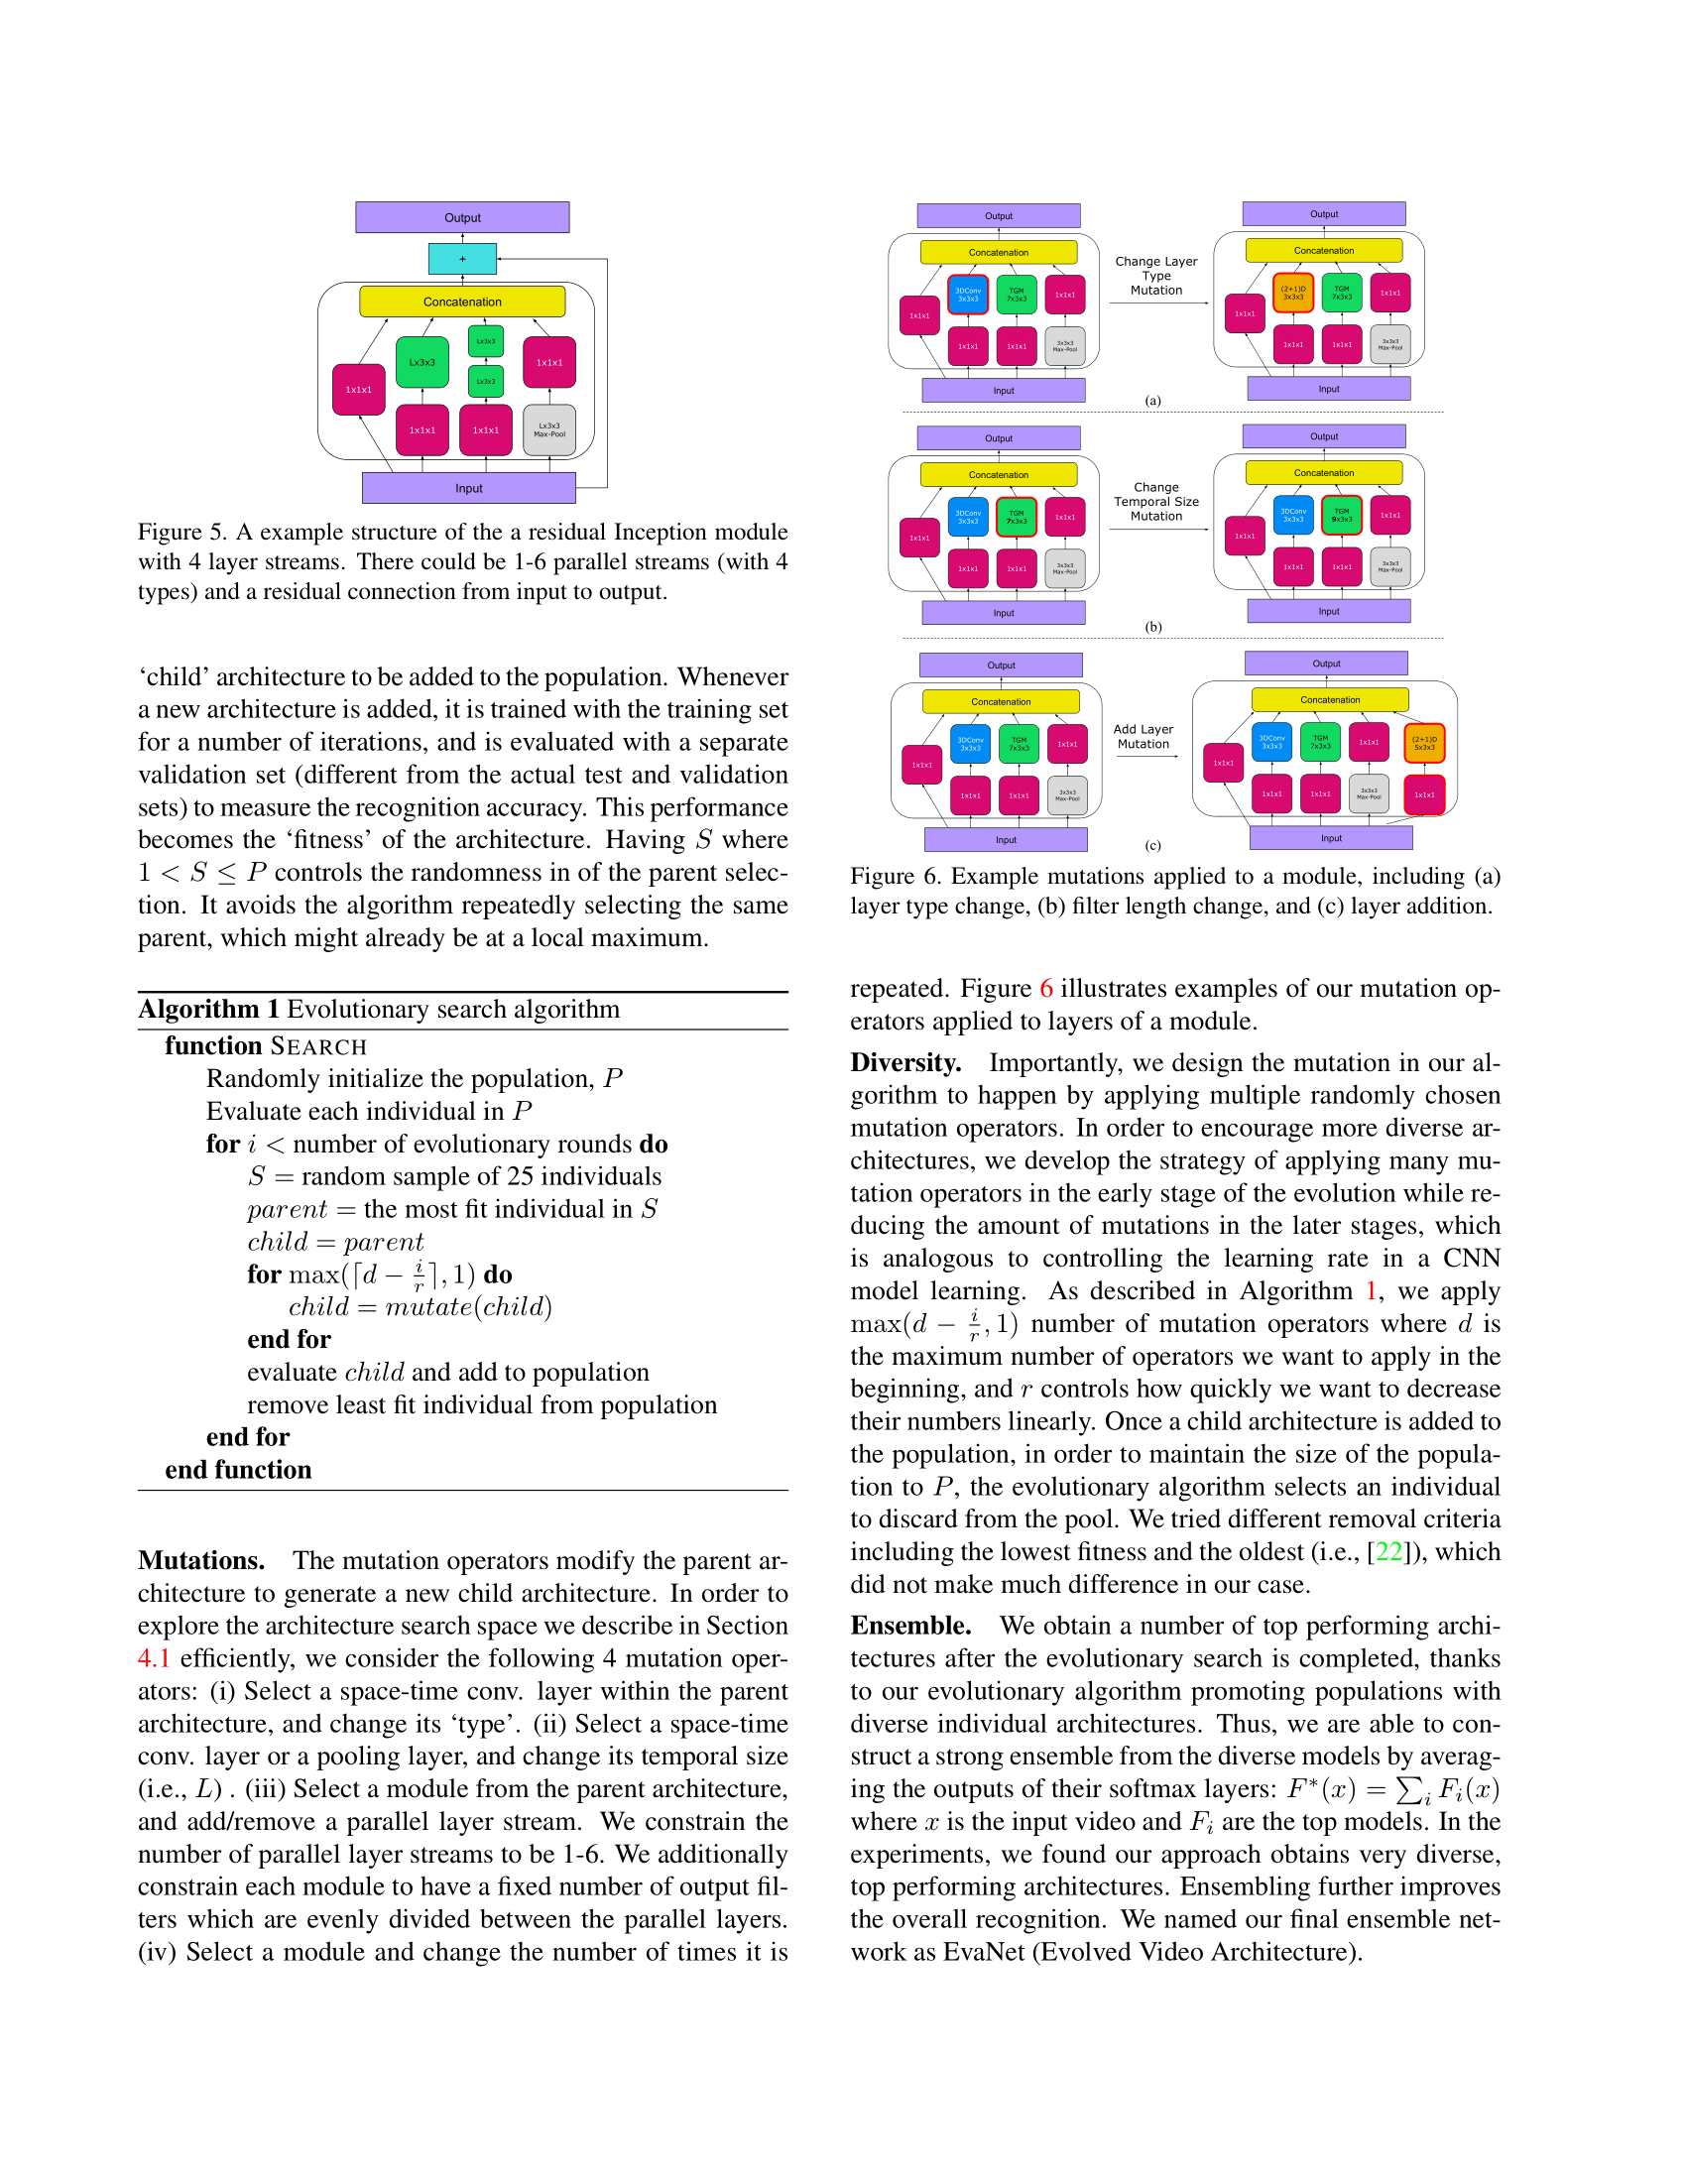 Output
+
Concatenation
Lx3x3
Lx3x3
1x1x1
1x1x1
Lx3x3
1x1x1
1x1x1
Lx3x3
Max-Pool
Input
Figure 5. A example structure of the a residual Inception module
with 4 layer streams. There could be 1-6 parallel streams (with 4
types) and a residual connection from input to output.
‘child’ architecture to be added to the population. Whenever
a new architecture is added, it is trained with the training set
for a number of iterations, and is evaluated with a separate
validation set (different from the actual test and validation
sets) to measure the recognition accuracy. This performance
becomes the ‘fitness’ of the architecture. Having S where
1 < S ≤ P controls the randomness in of the parent selec-
tion. It avoids the algorithm repeatedly selecting the same
parent, which might already be at a local maximum.
Algorithm 1 Evolutionary search algorithm
function SEARCH
Randomly initialize the population, P
Evaluate each individual in P
for i < number of evolutionary rounds do
S = random sample of 25 individuals
parent = the most fit individual in S
child = parent
for max(⌈d − i/r⌉, 1) do
child = mutate(child)
end for
evaluate child and add to population
remove least fit individual from population
end for
end function
Mutations. The mutation operators modify the parent ar-
chitecture to generate a new child architecture. In order to
explore the architecture search space we describe in Section
4.1 efficiently, we consider the following 4 mutation oper-
ators: (i) Select a space-time conv. layer within the parent
architecture, and change its ‘type’. (ii) Select a space-time
conv. layer or a pooling layer, and change its temporal size
(i.e., L) . (iii) Select a module from the parent architecture,
and add/remove a parallel layer stream. We constrain the
number of parallel layer streams to be 1-6. We additionally
constrain each module to have a fixed number of output fil-
ters which are evenly divided between the parallel layers.
(iv) Select a module and change the number of times it is
Output
Concatenation
3DConv
3x3x3
TGM
7x3x3
1x1x1
1x1x1
1x1x1
1x1x1
3x3x3
Max-Pool
Input
Change Layer
Type
Mutation
Output
Concatenation
(2+1)D
3x3x3
TGM
7x3x3
1x1x1
1x1x1
1x1x1
1x1x1
3x3x3
Max-Pool
Input
(a)
Output
Concatenation
3DConv
3x3x3
TGM
7x3x3
1x1x1
1x1x1
1x1x1
1x1x1
3x3x3
Max-Pool
Input
Change
Temporal Size
Mutation
Output
Concatenation
3DConv
3x3x3
TGM
9x3x3
1x1x1
1x1x1
1x1x1
1x1x1
3x3x3
Max-Pool
Input
(b)
Output
Concatenation
3DConv
3x3x3
TGM
7x3x3
1x1x1
1x1x1
1x1x1
1x1x1
3x3x3
Max-Pool
Input
Add Layer
Mutation
Output
Concatenation
3DConv
3x3x3
TGM
7x3x3
1x1x1
(2+1)D
5x3x3
1x1x1
1x1x1
1x1x1
3x3x3
Max-Pool
1x1x1
Input
(c)
Figure 6. Example mutations applied to a module, including (a)
layer type change, (b) filter length change, and (c) layer addition.
repeated. Figure 6 illustrates examples of our mutation op-
erators applied to layers of a module.
Diversity. Importantly, we design the mutation in our al-
gorithm to happen by applying multiple randomly chosen
mutation operators. In order to encourage more diverse ar-
chitectures, we develop the strategy of applying many mu-
tation operators in the early stage of the evolution while re-
ducing the amount of mutations in the later stages, which
is analogous to controlling the learning rate in a CNN
model learning. As described in Algorithm 1, we apply
max(d − i/r, 1) number of mutation operators where d is
the maximum number of operators we want to apply in the
beginning, and r controls how quickly we want to decrease
their numbers linearly. Once a child architecture is added to
the population, in order to maintain the size of the popula-
tion to P, the evolutionary algorithm selects an individual
to discard from the pool. We tried different removal criteria
including the lowest fitness and the oldest (i.e., [22]), which
did not make much difference in our case.
Ensemble. We obtain a number of top performing archi-
tectures after the evolutionary search is completed, thanks
to our evolutionary algorithm promoting populations with
diverse individual architectures. Thus, we are able to con-
struct a strong ensemble from the diverse models by averag-
ing the outputs of their softmax layers: F*(x) = ∑ᵢ Fᵢ(x)
where x is the input video and Fᵢ are the top models. In the
experiments, we found our approach obtains very diverse,
top performing architectures. Ensembling further improves
the overall recognition. We named our final ensemble net-
work as EvaNet (Evolved Video Architecture).